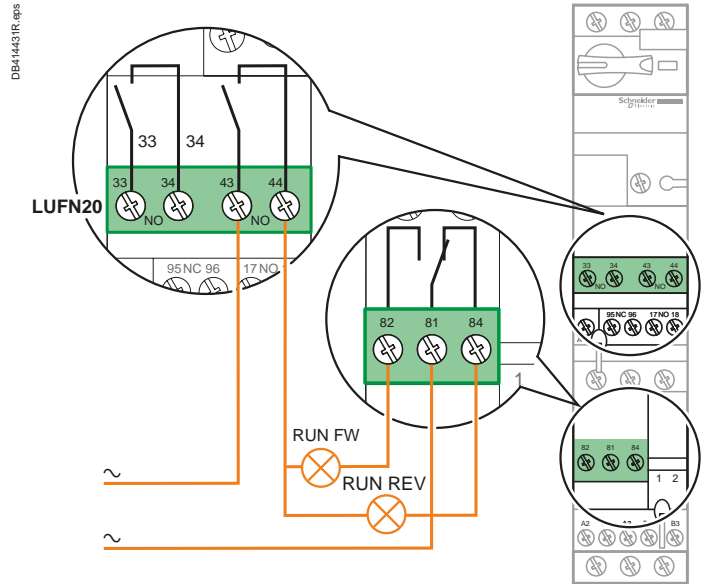 DB414431R.eps
33 34
33 34 43 44
LUFN20
NO NO
95 NC 96 17 NO
82 81 84
1
RUN FW
RUN REV
~
~
Schneider
Electric
33 34 43 44
NO NO
95 NC 96 17 NO 18
A
82 81 84
1 2
A2 B3